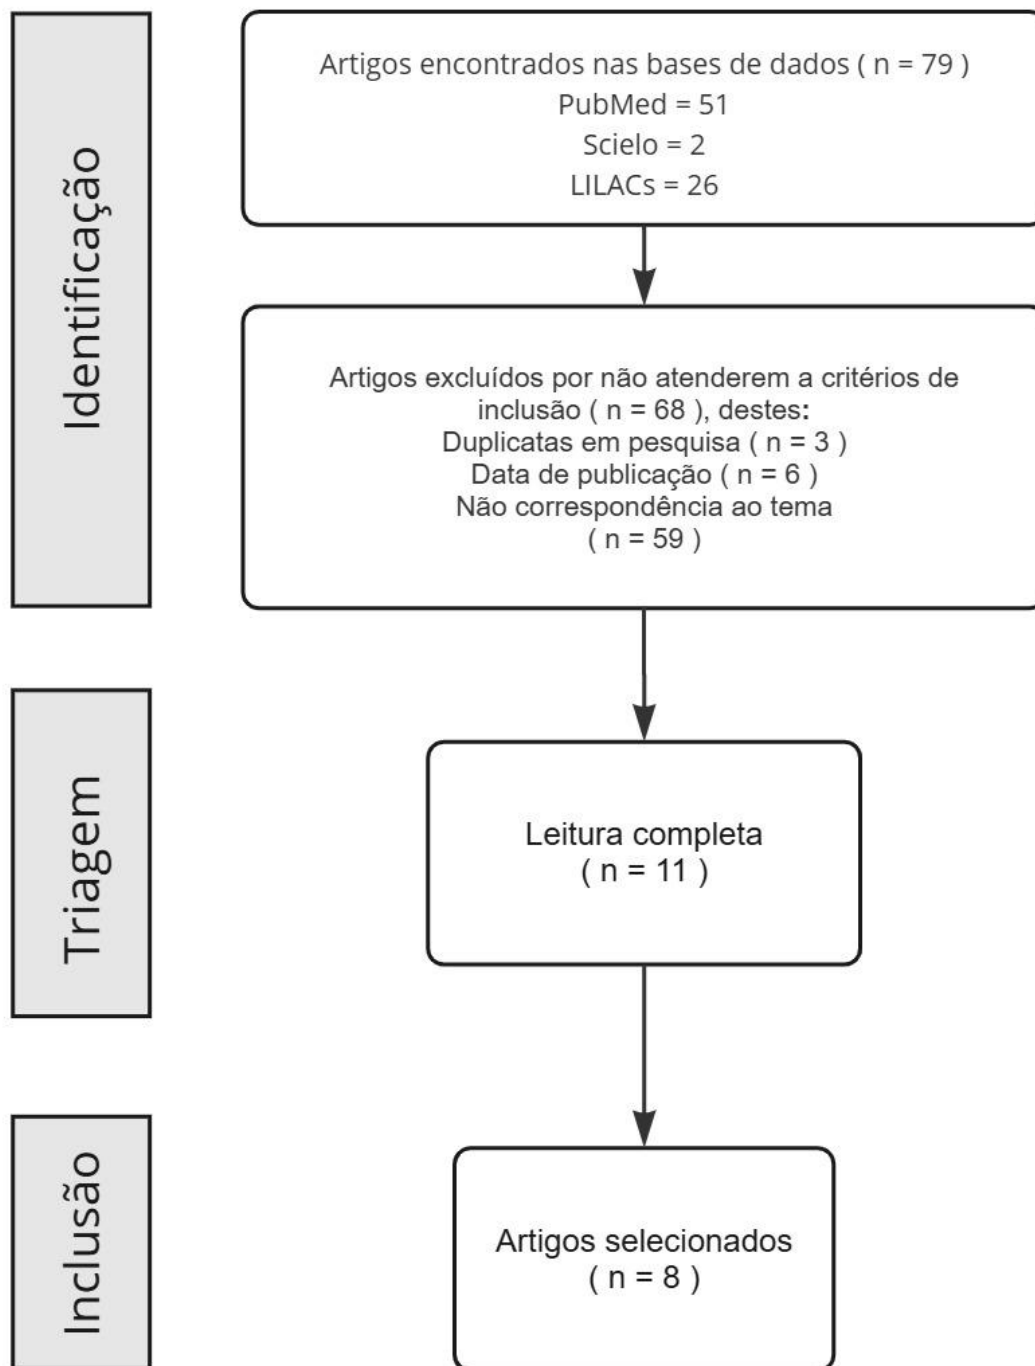 Identificação
Artigos encontrados nas bases de dados ( n = 79 )
PubMed = 51
Scielo = 2
LILACs = 26
Artigos excluídos por não atenderem a critérios de
inclusão ( n = 68 ), destes:
Duplicatas em pesquisa ( n = 3 )
Data de publicação ( n = 6 )
Não correspondência ao tema
( n = 59 )
Triagem
Leitura completa
( n = 11 )
Inclusão
Artigos selecionados
( n = 8 )